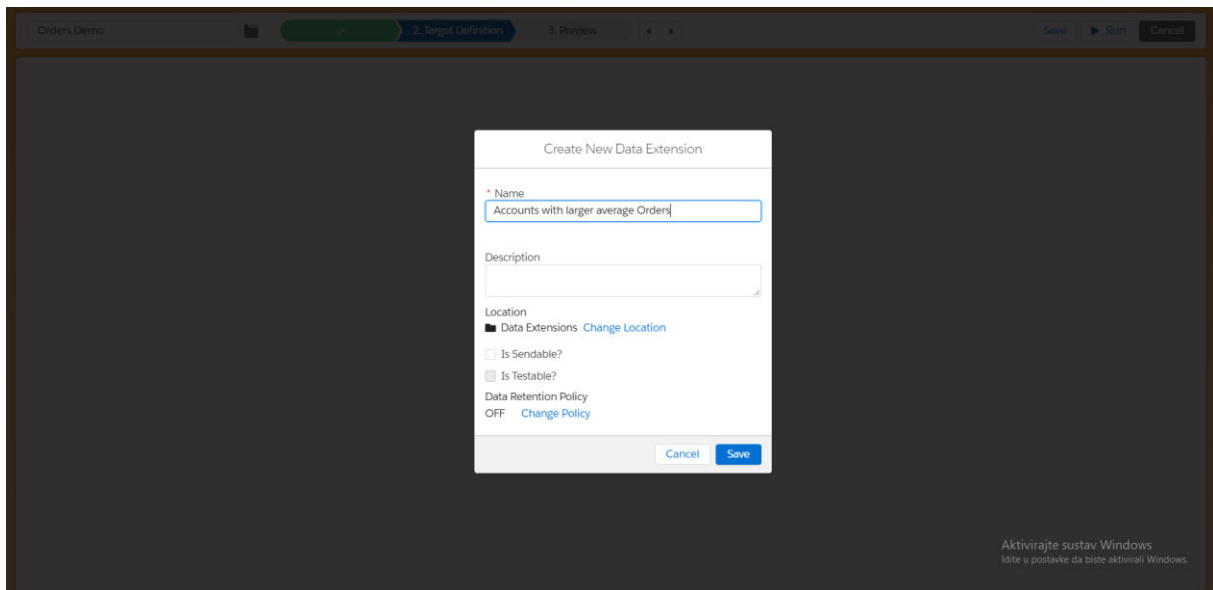 Orders Demo
2. Target Definition
3. Preview
Save
Run
Cancel
Create New Data Extension
* Name
Accounts with larger average Orders
Description
Location
Data Extensions Change Location
Is Sendable?
Is Testable?
Data Retention Policy
OFF Change Policy
Cancel Save
Aktivirajte sustav Windows
Idite u postavke da biste aktivirali Windows.